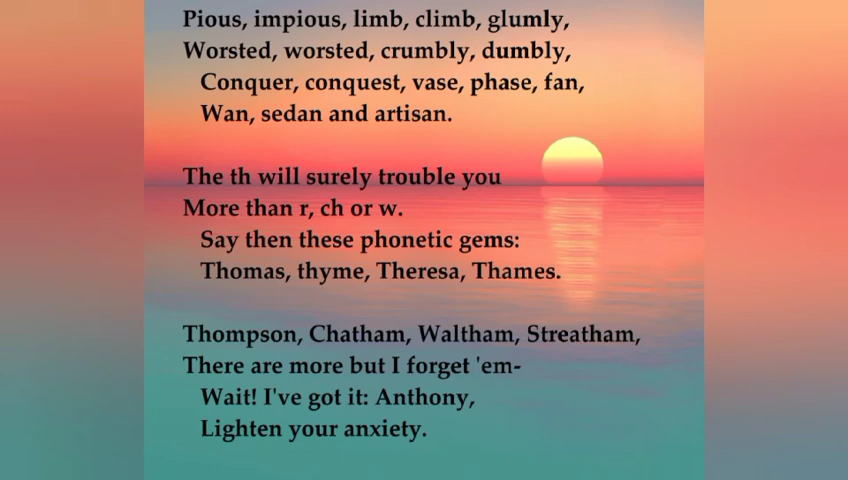 Pious, impious, limb, climb, glumly,
Worsted, worsted, crumbly, dumbly,
Conquer, conquest, vase, phase, fan,
Wan, sedan and artisan.
The th will surely trouble you
More than r, ch or w.
Say then these phonetic gems:
Thomas, thyme, Theresa, Thames.
Thompson, Chatham, Waltham, Streatham,
There are more but I forget 'em-
Wait! I've got it: Anthony,
Lighten your anxiety.